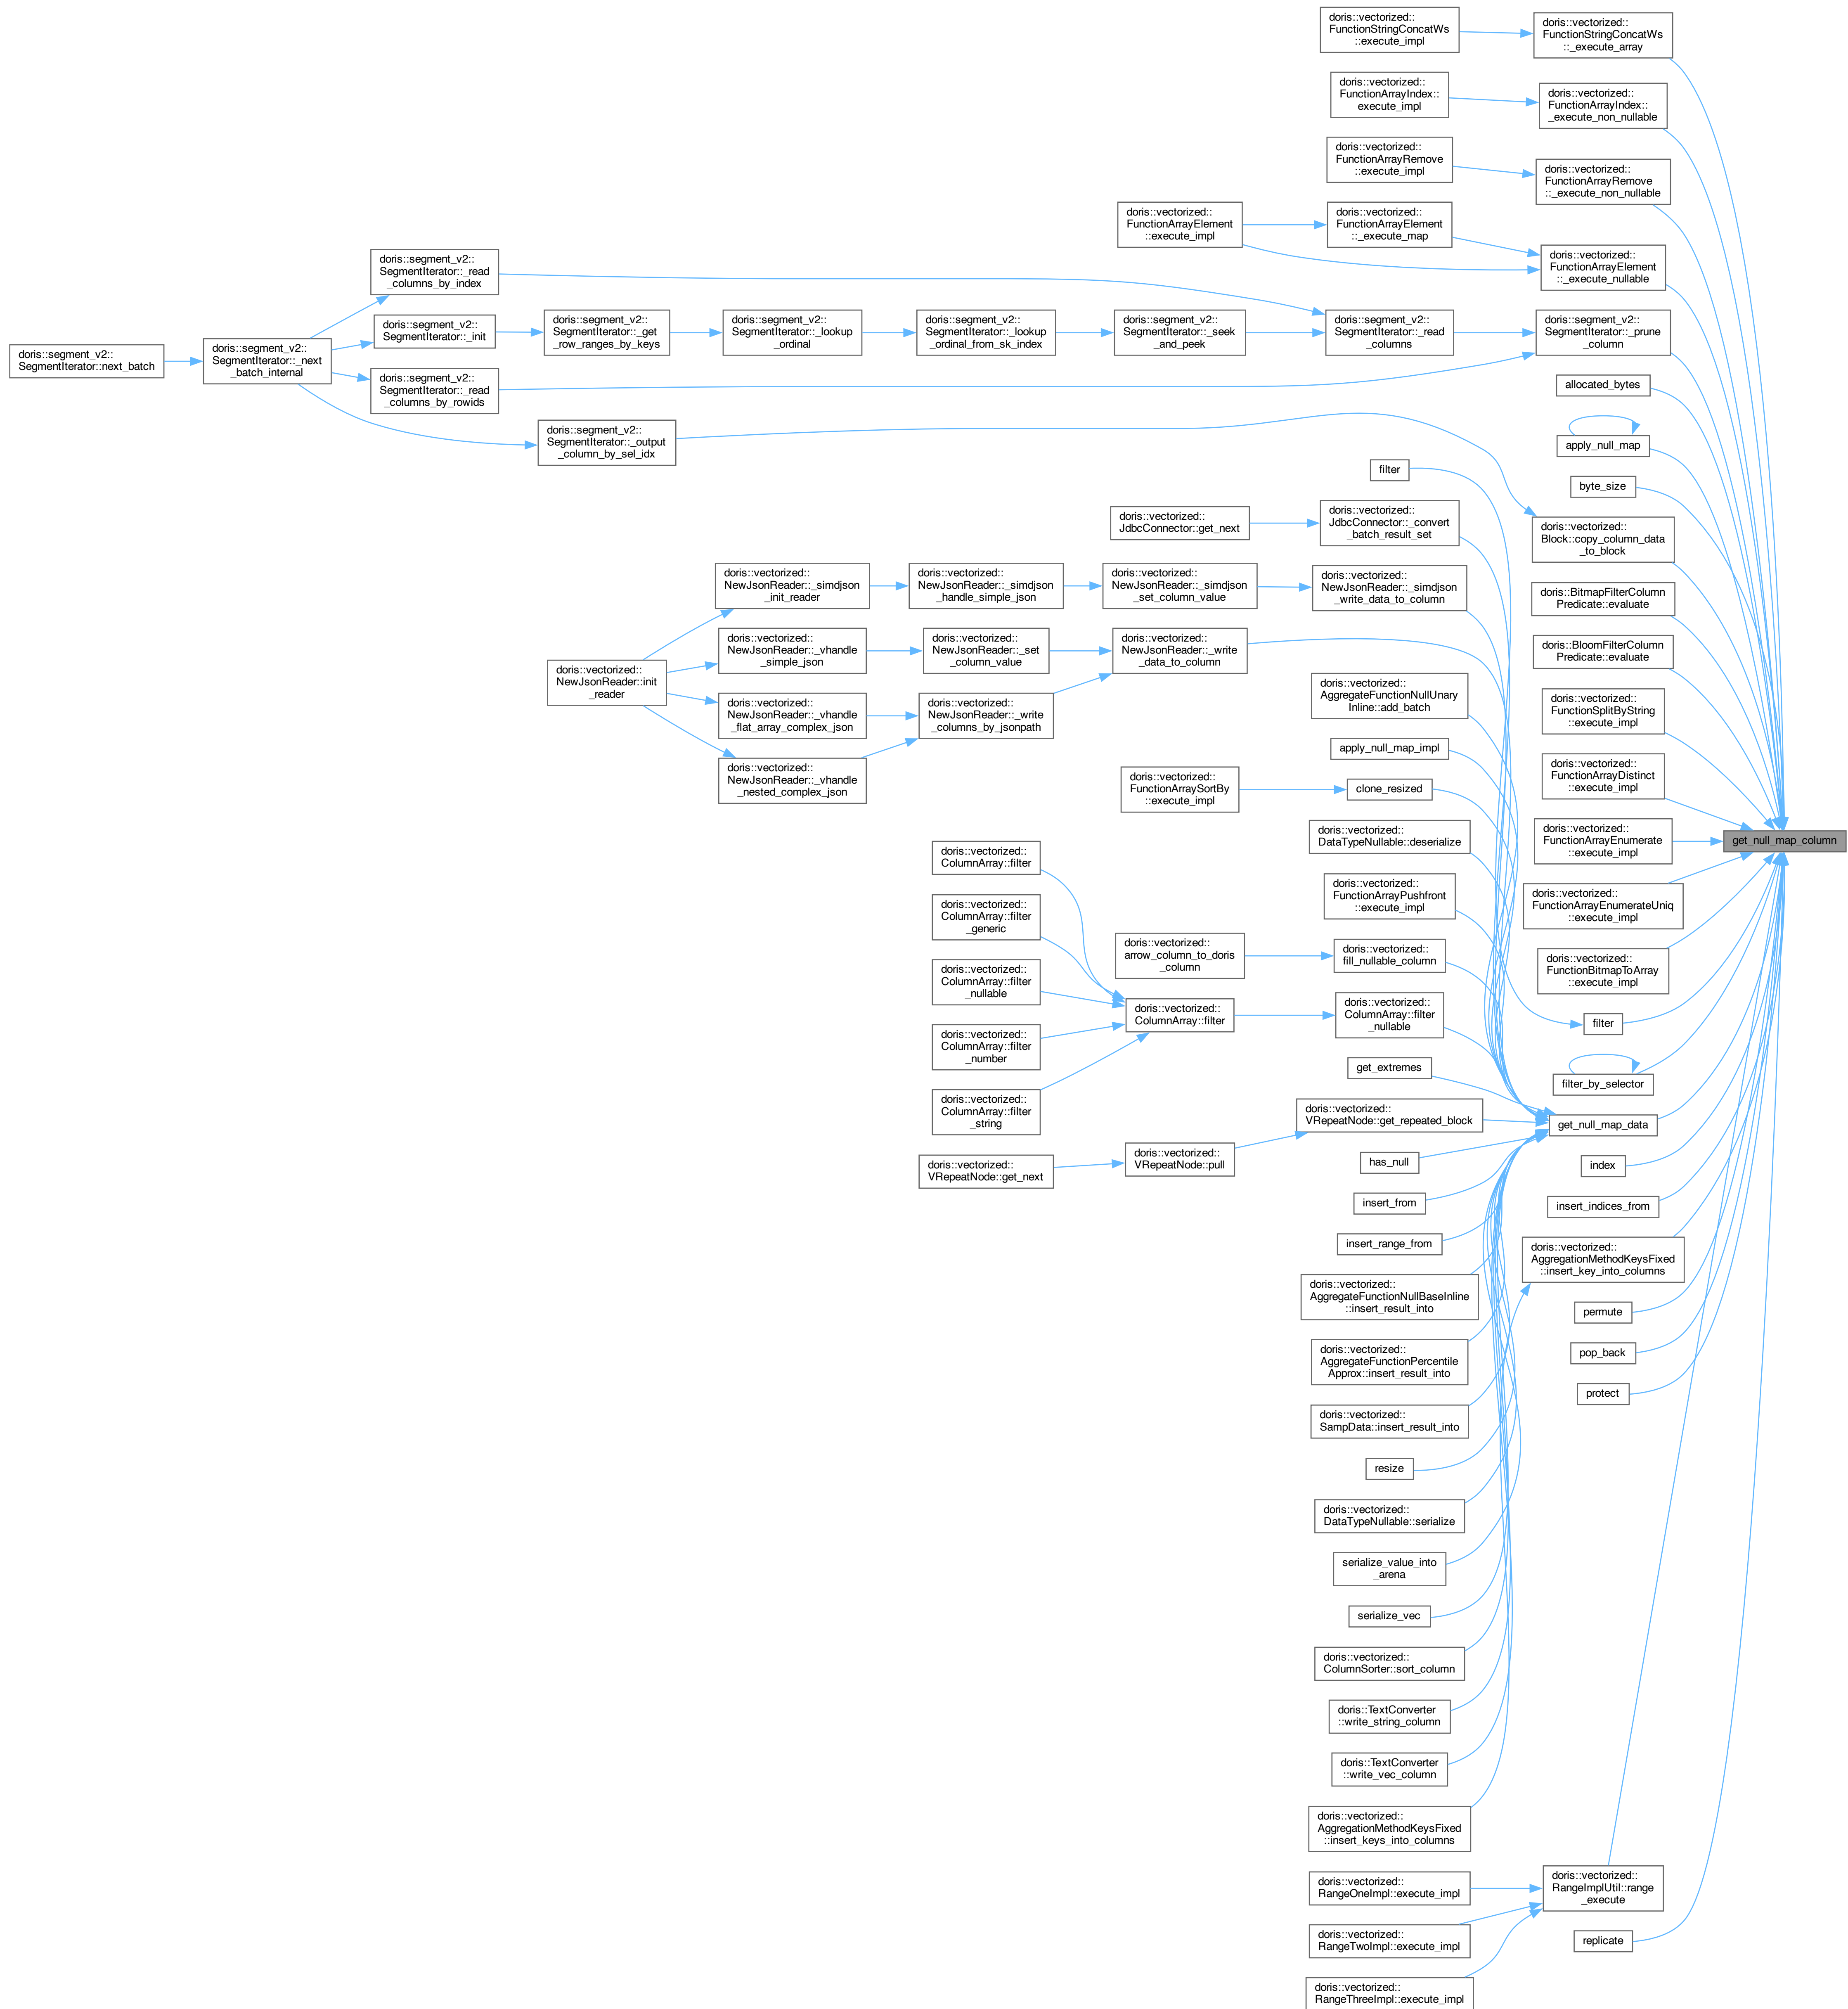 doris::vectorized::
FunctionStringConcatWs
::execute_impl
doris::vectorized::
FunctionStringConcatWs
::_execute_array
doris::vectorized::
FunctionArrayIndex::
execute_impl
doris::vectorized::
FunctionArrayIndex::
_execute_non_nullable
doris::vectorized::
FunctionArrayRemove
::execute_impl
doris::vectorized::
FunctionArrayRemove
::_execute_non_nullable
doris::vectorized::
FunctionArrayElement
::execute_impl
doris::vectorized::
FunctionArrayElement
::_execute_map
doris::vectorized::
FunctionArrayElement
::_execute_nullable
doris::segment_v2::
SegmentIterator::_read
_columns_by_index
doris::segment_v2::
SegmentIterator::next_batch
doris::segment_v2::
SegmentIterator::_next
_batch_internal
doris::segment_v2::
SegmentIterator::_init
doris::segment_v2::
SegmentIterator::_get
_row_ranges_by_keys
doris::segment_v2::
SegmentIterator::_lookup
_ordinal
doris::segment_v2::
SegmentIterator::_lookup
_ordinal_from_sk_index
doris::segment_v2::
SegmentIterator::_seek
_and_peek
doris::segment_v2::
SegmentIterator::_read
_columns
doris::segment_v2::
SegmentIterator::_prune
_column
doris::segment_v2::
SegmentIterator::_read
_columns_by_rowids
allocated_bytes
doris::segment_v2::
SegmentIterator::_output
_column_by_sel_idx
apply_null_map
filter
byte_size
doris::vectorized::
JdbcConnector::get_next
doris::vectorized::
JdbcConnector::_convert
_batch_result_set
doris::vectorized::
Block::copy_column_data
_to_block
doris::vectorized::
NewJsonReader::_simdjson
_init_reader
doris::vectorized::
NewJsonReader::_simdjson
_handle_simple_json
doris::vectorized::
NewJsonReader::_simdjson
_set_column_value
doris::vectorized::
NewJsonReader::_simdjson
_write_data_to_column
doris::BitmapFilterColumn
Predicate::evaluate
doris::vectorized::
NewJsonReader::init
_reader
doris::vectorized::
NewJsonReader::_vhandle
_simple_json
doris::vectorized::
NewJsonReader::_set
_column_value
doris::vectorized::
NewJsonReader::_write
_data_to_column
doris::BloomFilterColumn
Predicate::evaluate
doris::vectorized::
NewJsonReader::_vhandle
_flat_array_complex_json
doris::vectorized::
NewJsonReader::_write
_columns_by_jsonpath
doris::vectorized::
AggregateFunctionNullUnary
Inline::add_batch
doris::vectorized::
FunctionSplitByString
::execute_impl
doris::vectorized::
NewJsonReader::_vhandle
_nested_complex_json
apply_null_map_impl
doris::vectorized::
FunctionArraySortBy
::execute_impl
clone_resized
doris::vectorized::
FunctionArrayDistinct
::execute_impl
doris::vectorized::
DataTypeNullable::deserialize
doris::vectorized::
FunctionArrayEnumerate
::execute_impl
get_null_map_column
doris::vectorized::
ColumnArray::filter
doris::vectorized::
FunctionArrayPushfront
::execute_impl
doris::vectorized::
FunctionArrayEnumerateUniq
::execute_impl
doris::vectorized::
ColumnArray::filter
_generic
doris::vectorized::
arrow_column_to_doris
_column
doris::vectorized::
fill_nullable_column
doris::vectorized::
FunctionBitmapToArray
::execute_impl
doris::vectorized::
ColumnArray::filter
_nullable
doris::vectorized::
ColumnArray::filter
doris::vectorized::
ColumnArray::filter
_nullable
filter
doris::vectorized::
ColumnArray::filter
_number
get_extremes
filter_by_selector
doris::vectorized::
ColumnArray::filter
_string
doris::vectorized::
VRepeatNode::get_repeated_block
get_null_map_data
doris::vectorized::
VRepeatNode::get_next
doris::vectorized::
VRepeatNode::pull
has_null
index
insert_from
insert_indices_from
insert_range_from
doris::vectorized::
AggregationMethodKeysFixed
::insert_key_into_columns
doris::vectorized::
AggregateFunctionNullBaseInline
::insert_result_into
permute
doris::vectorized::
AggregateFunctionPercentile
Approx::insert_result_into
pop_back
protect
doris::vectorized::
SampData::insert_result_into
resize
doris::vectorized::
DataTypeNullable::serialize
serialize_value_into
_arena
serialize_vec
doris::vectorized::
ColumnSorter::sort_column
doris::TextConverter
::write_string_column
doris::TextConverter
::write_vec_column
doris::vectorized::
AggregationMethodKeysFixed
::insert_keys_into_columns
doris::vectorized::
RangeOneImpl::execute_impl
doris::vectorized::
RangeImplUtil::range
_execute
doris::vectorized::
RangeTwoImpl::execute_impl
replicate
doris::vectorized::
RangeThreeImpl::execute_impl